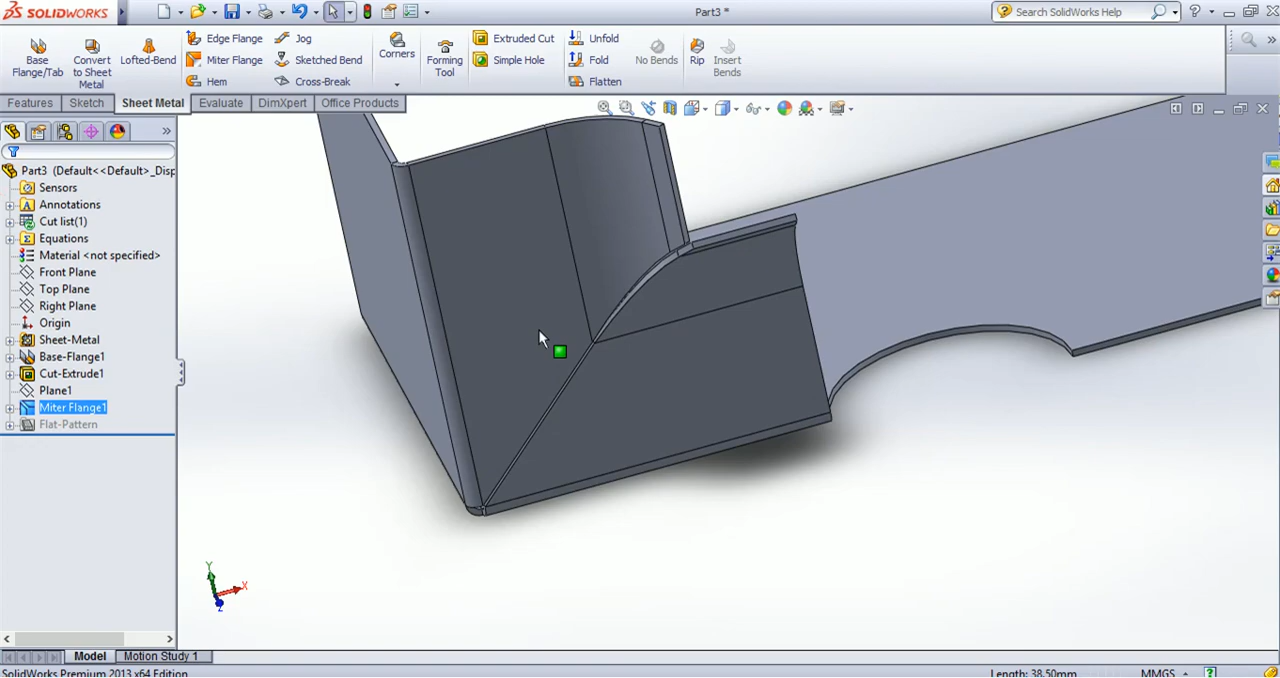 SOLIDWORKS
Part3 *
Search SolidWorks Help
Base Flange/Tab
Convert to Sheet Metal
Lofted-Bend
Edge Flange
Miter Flange
Hem
Jog
Sketched Bend
Cross-Break
Corners
Forming Tool
Extruded Cut
Simple Hole
Unfold
Fold
Flatten
No Bends
Rip
Insert Bends
Features
Sketch
Sheet Metal
Evaluate
DimXpert
Office Products
Part3 (Default<<Default>_Disp
Sensors
Annotations
Cut list(1)
Equations
Material <not specified>
Front Plane
Top Plane
Right Plane
Origin
Sheet-Metal
Base-Flange1
Cut-Extrude1
Plane1
Miter Flange1
Flat-Pattern
Y
X
Z
Model
Motion Study 1
SolidWorks Premium 2013 x64 Edition
Length: 38.50mm
MMGS